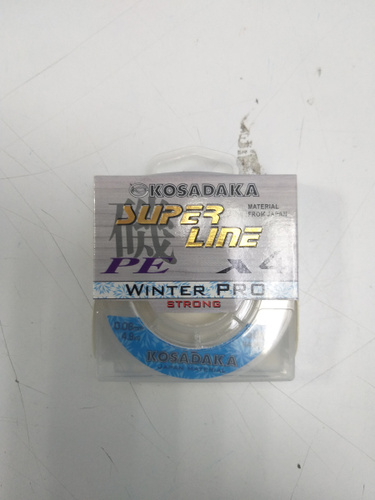 KOSADAKA
SUPER
LINE
磯
MATERIAL
FROM JAPAN
PE X4
WINTER PRO
STRONG
KOSADAKA